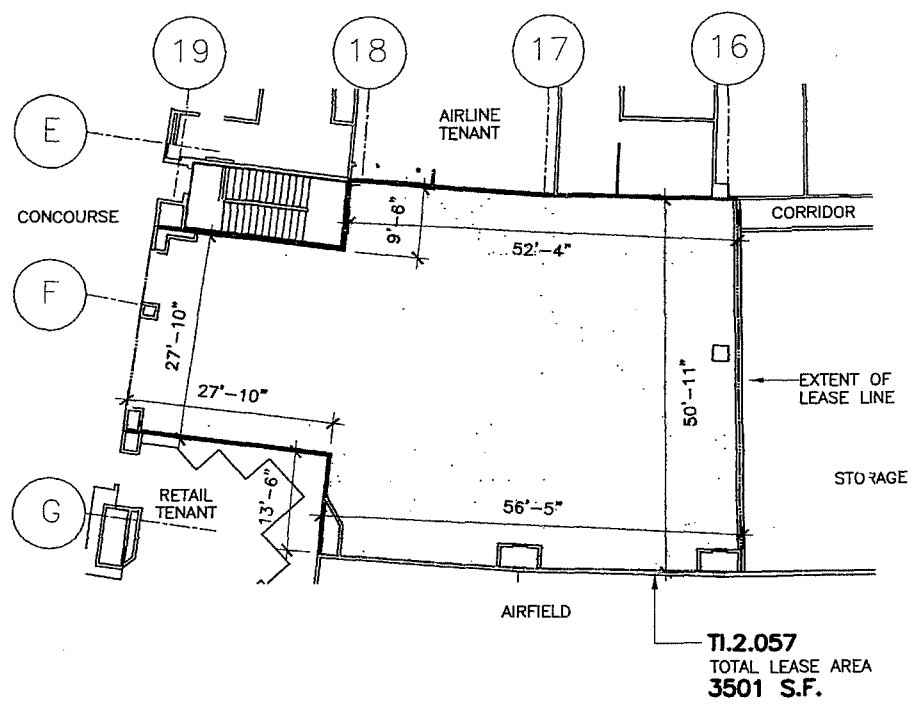 19
18
17
16
E
AIRLINE
TENANT
CONCOURSE
CORRIDOR
9'-6"
52'-4"
F
27'-10"
27'-10"
50'-11"
EXTENT OF
LEASE LINE
STORAGE
RETAIL
TENANT
G
13'-6"
56'-5"
AIRFIELD
T1.2.057
TOTAL LEASE AREA
3501 S.F.